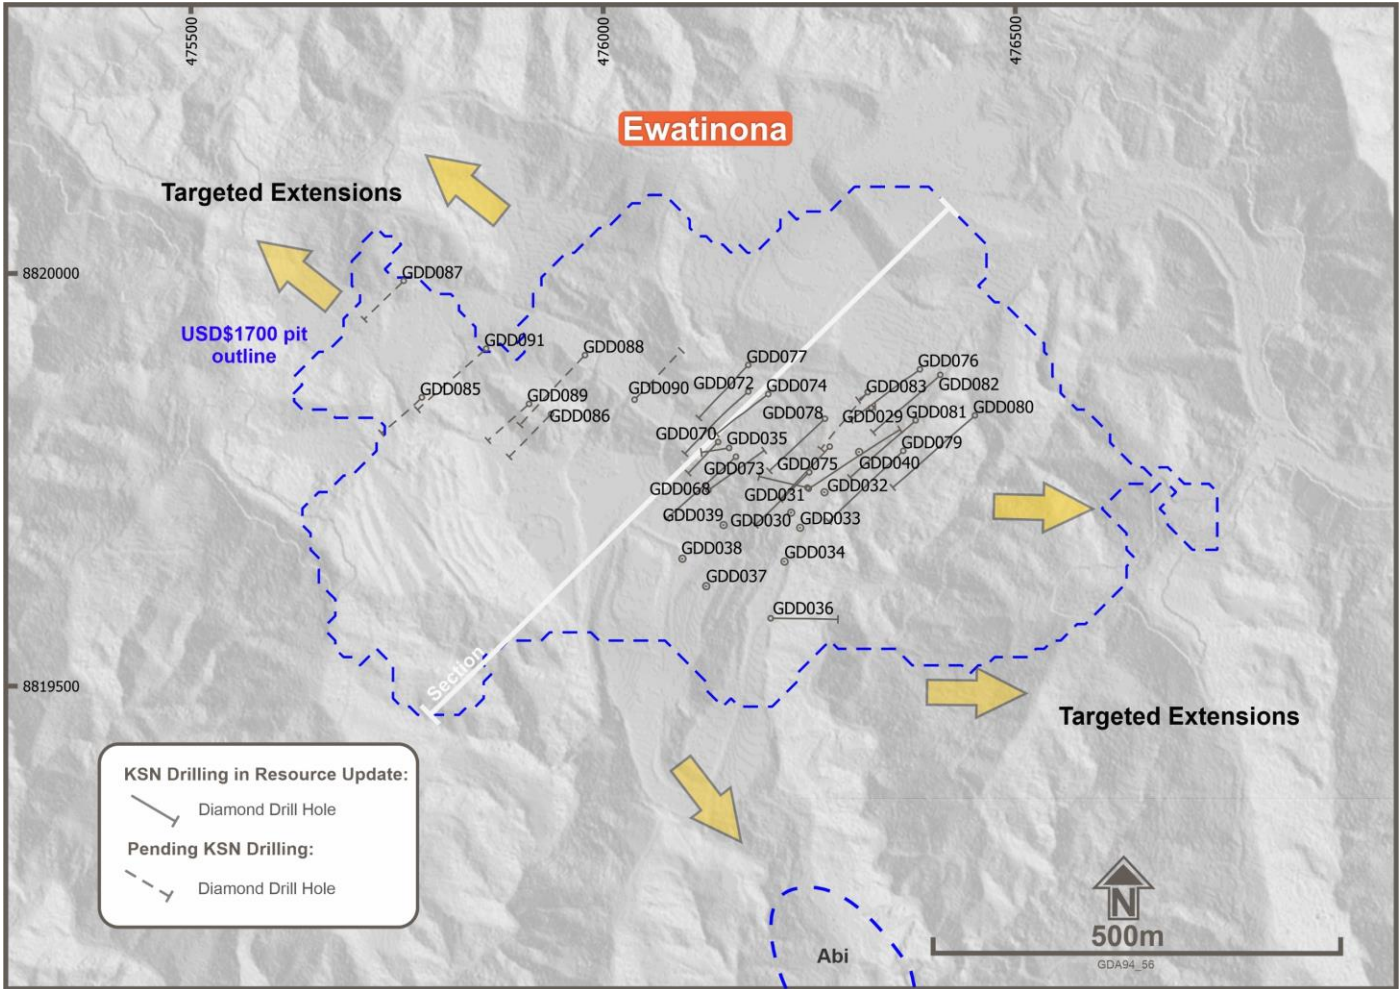 475500
476000
476500
Ewatinona
Targeted Extensions
8820000
GDD087
USD$1700 pit
outline
GDD091
GDD088
GDD077
GDD076
GDD085
GDD089
GDD090
GDD072
GDD074
GDD083
GDD082
GDD086
GDD078
GDD029
GDD081
GDD080
GDD070
GDD035
GDD079
GDD073
GDD075
GDD040
GDD068
GDD031
GDD032
GDD039
GDD030
GDD033
GDD038
GDD034
GDD037
GDD036
Section
8819500
Targeted Extensions
KSN Drilling in Resource Update:
Diamond Drill Hole
Pending KSN Drilling:
Diamond Drill Hole
N
500m
GDA94_56
Abi